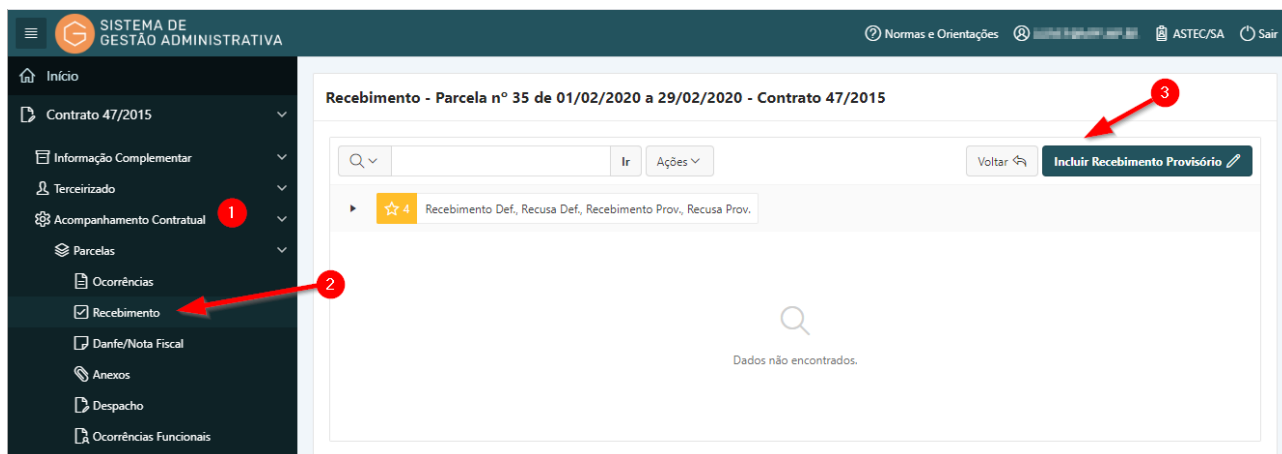 SISTEMA DE
GESTÃO ADMINISTRATIVA
Normas e Orientações
ASTEC/SA
Sair
Início
Contrato 47/2015
Informação Complementar
Terceirizado
Acompanhamento Contratual
1
Parcelas
Ocorrências
Recebimento
2
Danfe/Nota Fiscal
Anexos
Despacho
Ocorrências Funcionais
Recebimento - Parcela nº 35 de 01/02/2020 a 29/02/2020 - Contrato 47/2015
3
Ir
Ações
Voltar
Incluir Recebimento Provisório
4
Recebimento Def., Recusa Def., Recebimento Prov., Recusa Prov.
Dados não encontrados.